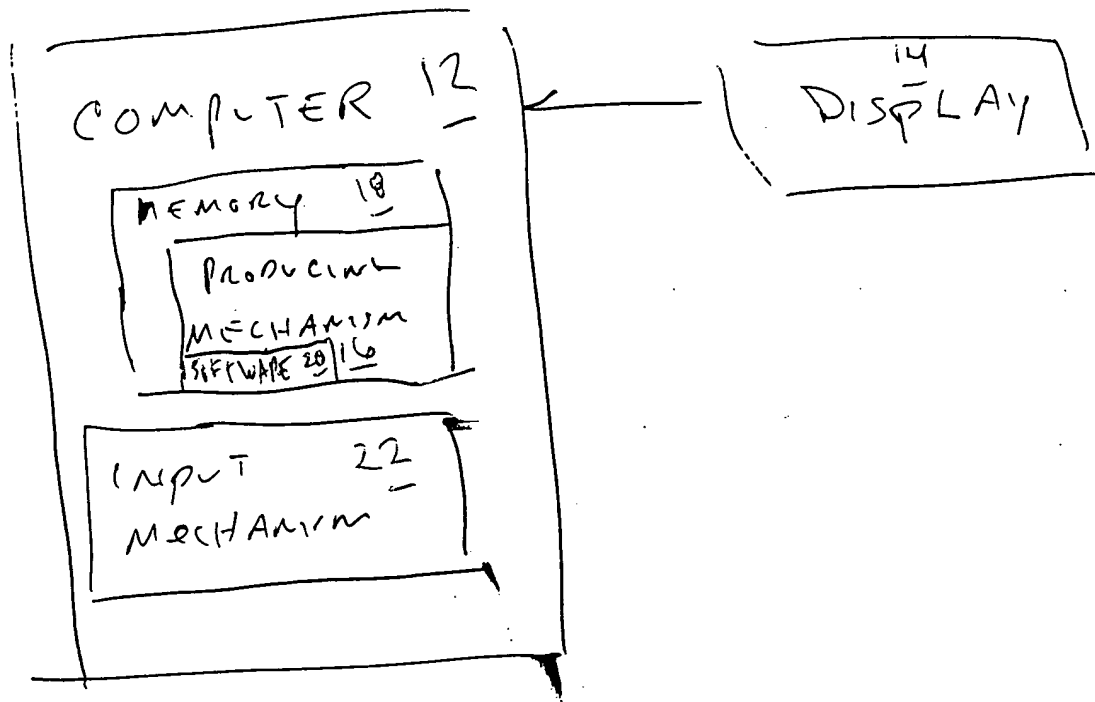 COMPUTER 12
14
DISPLAY
MEMORY 18
PRODUCING
MECHANISM
SOFTWARE 20 16
INPUT 22
MECHANISM